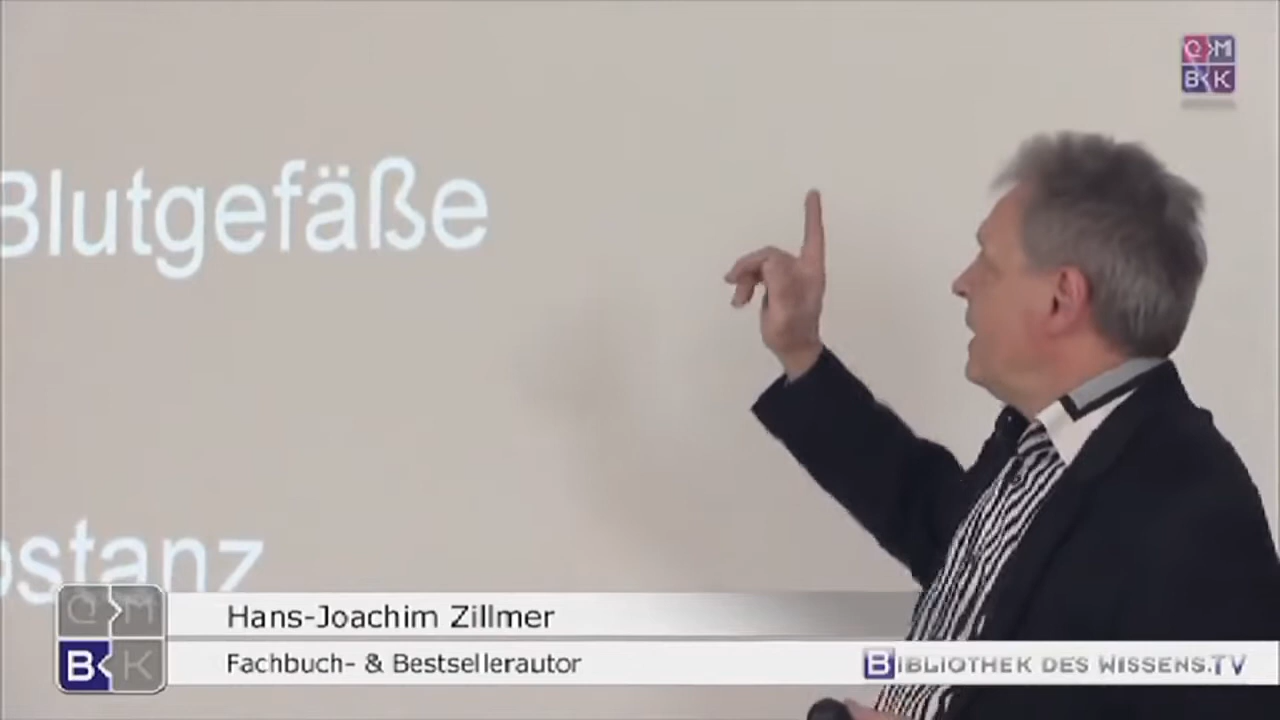 Q M
B K
Blutgefäße
Q M
B K
Hans-Joachim Zillmer
Fachbuch- & Bestsellerautor
BIBLIOTHEK DES WISSENS.TV